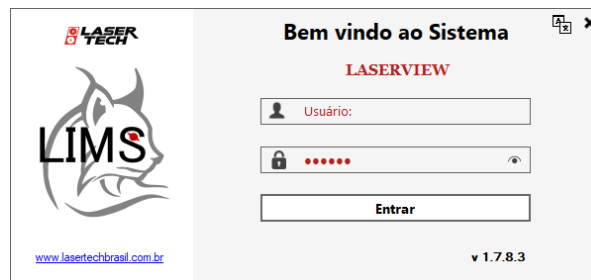 LASER
TECH
LIMS
www.lasertechbrasil.com.br
Bem vindo ao Sistema
LASERVIEW
Usuário:
••••••
Entrar
v 1.7.8.3